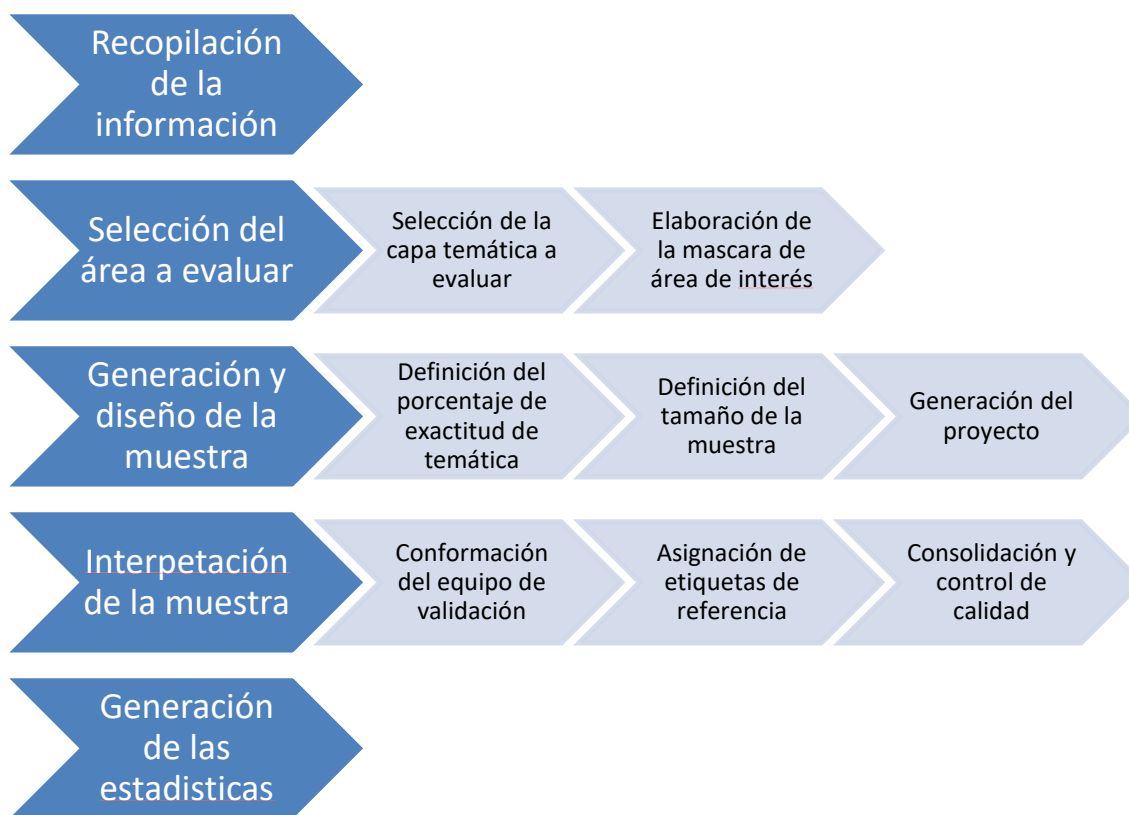 Recopilación
de la
información
Selección del
área a evaluar
Selección de la
capa temática a
evaluar
Elaboración de
la mascara de
área de interés
Generación y
diseño de la
muestra
Definición del
porcentaje de
exactitud de
temática
Definición del
tamaño de la
muestra
Generación del
proyecto
Interpetación
de la muestra
Conformación
del equipo de
validación
Asignación de
etiquetas de
referencia
Consolidación y
control de
calidad
Generación
de las
estadisticas